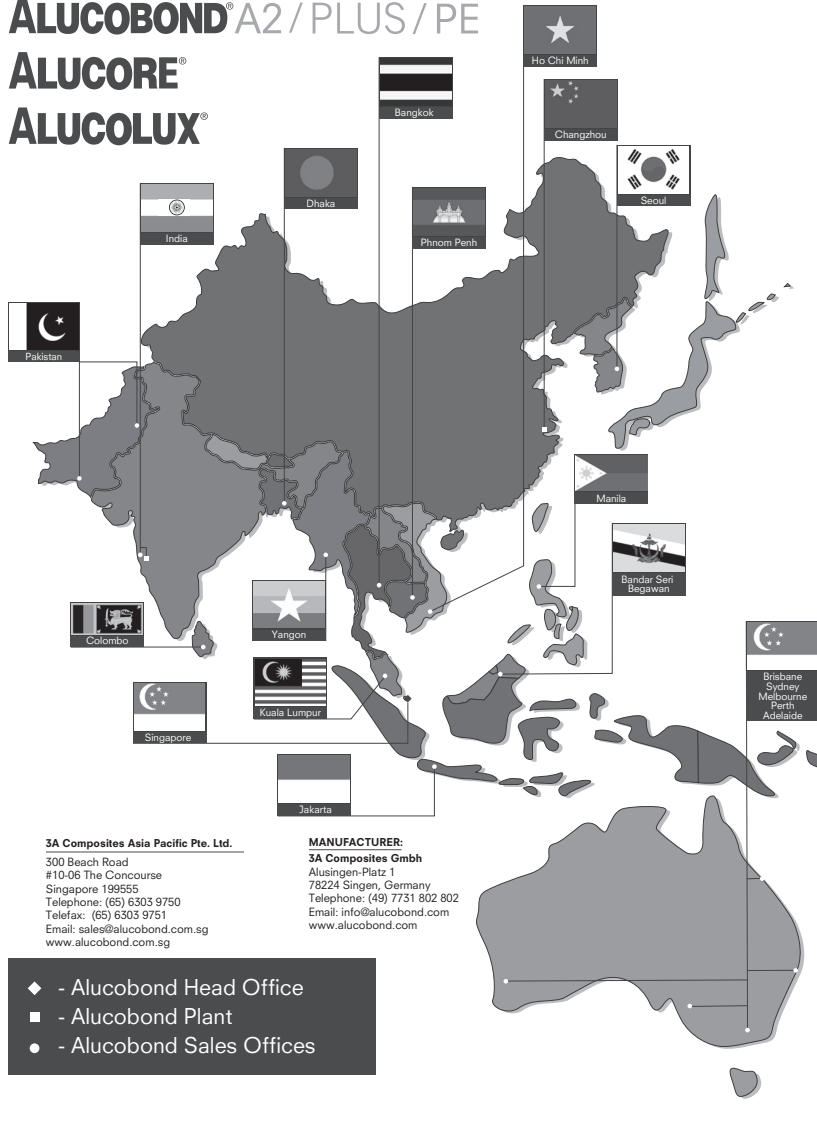 ALUCOBOND® A2 / PLUS / PE
ALUCORE®
ALUCOLUX®
Ho Chi Minh
Bangkok
Changzhou
Seoul
Dhaka
India
Phnom Penh
Pakistan
Manila
Bandar Seri
Begawan
Colombo
Yangon
Kuala Lumpur
Singapore
Jakarta
Brisbane
Sydney
Melbourne
Perth
Adelaide
3A Composites Asia Pacific Pte. Ltd.
300 Beach Road
#10-06 The Concourse
Singapore 199555
Telephone: (65) 6303 9750
Telefax: (65) 6303 9751
Email: sales@alucobond.com.sg
www.alucobond.com.sg
MANUFACTURER:
3A Composites Gmbh
Alusingen-Platz 1
78224 Singen, Germany
Telephone: (49) 7731 802 802
Email: info@alucobond.com
www.alucobond.com
- Alucobond Head Office
- Alucobond Plant
- Alucobond Sales Offices